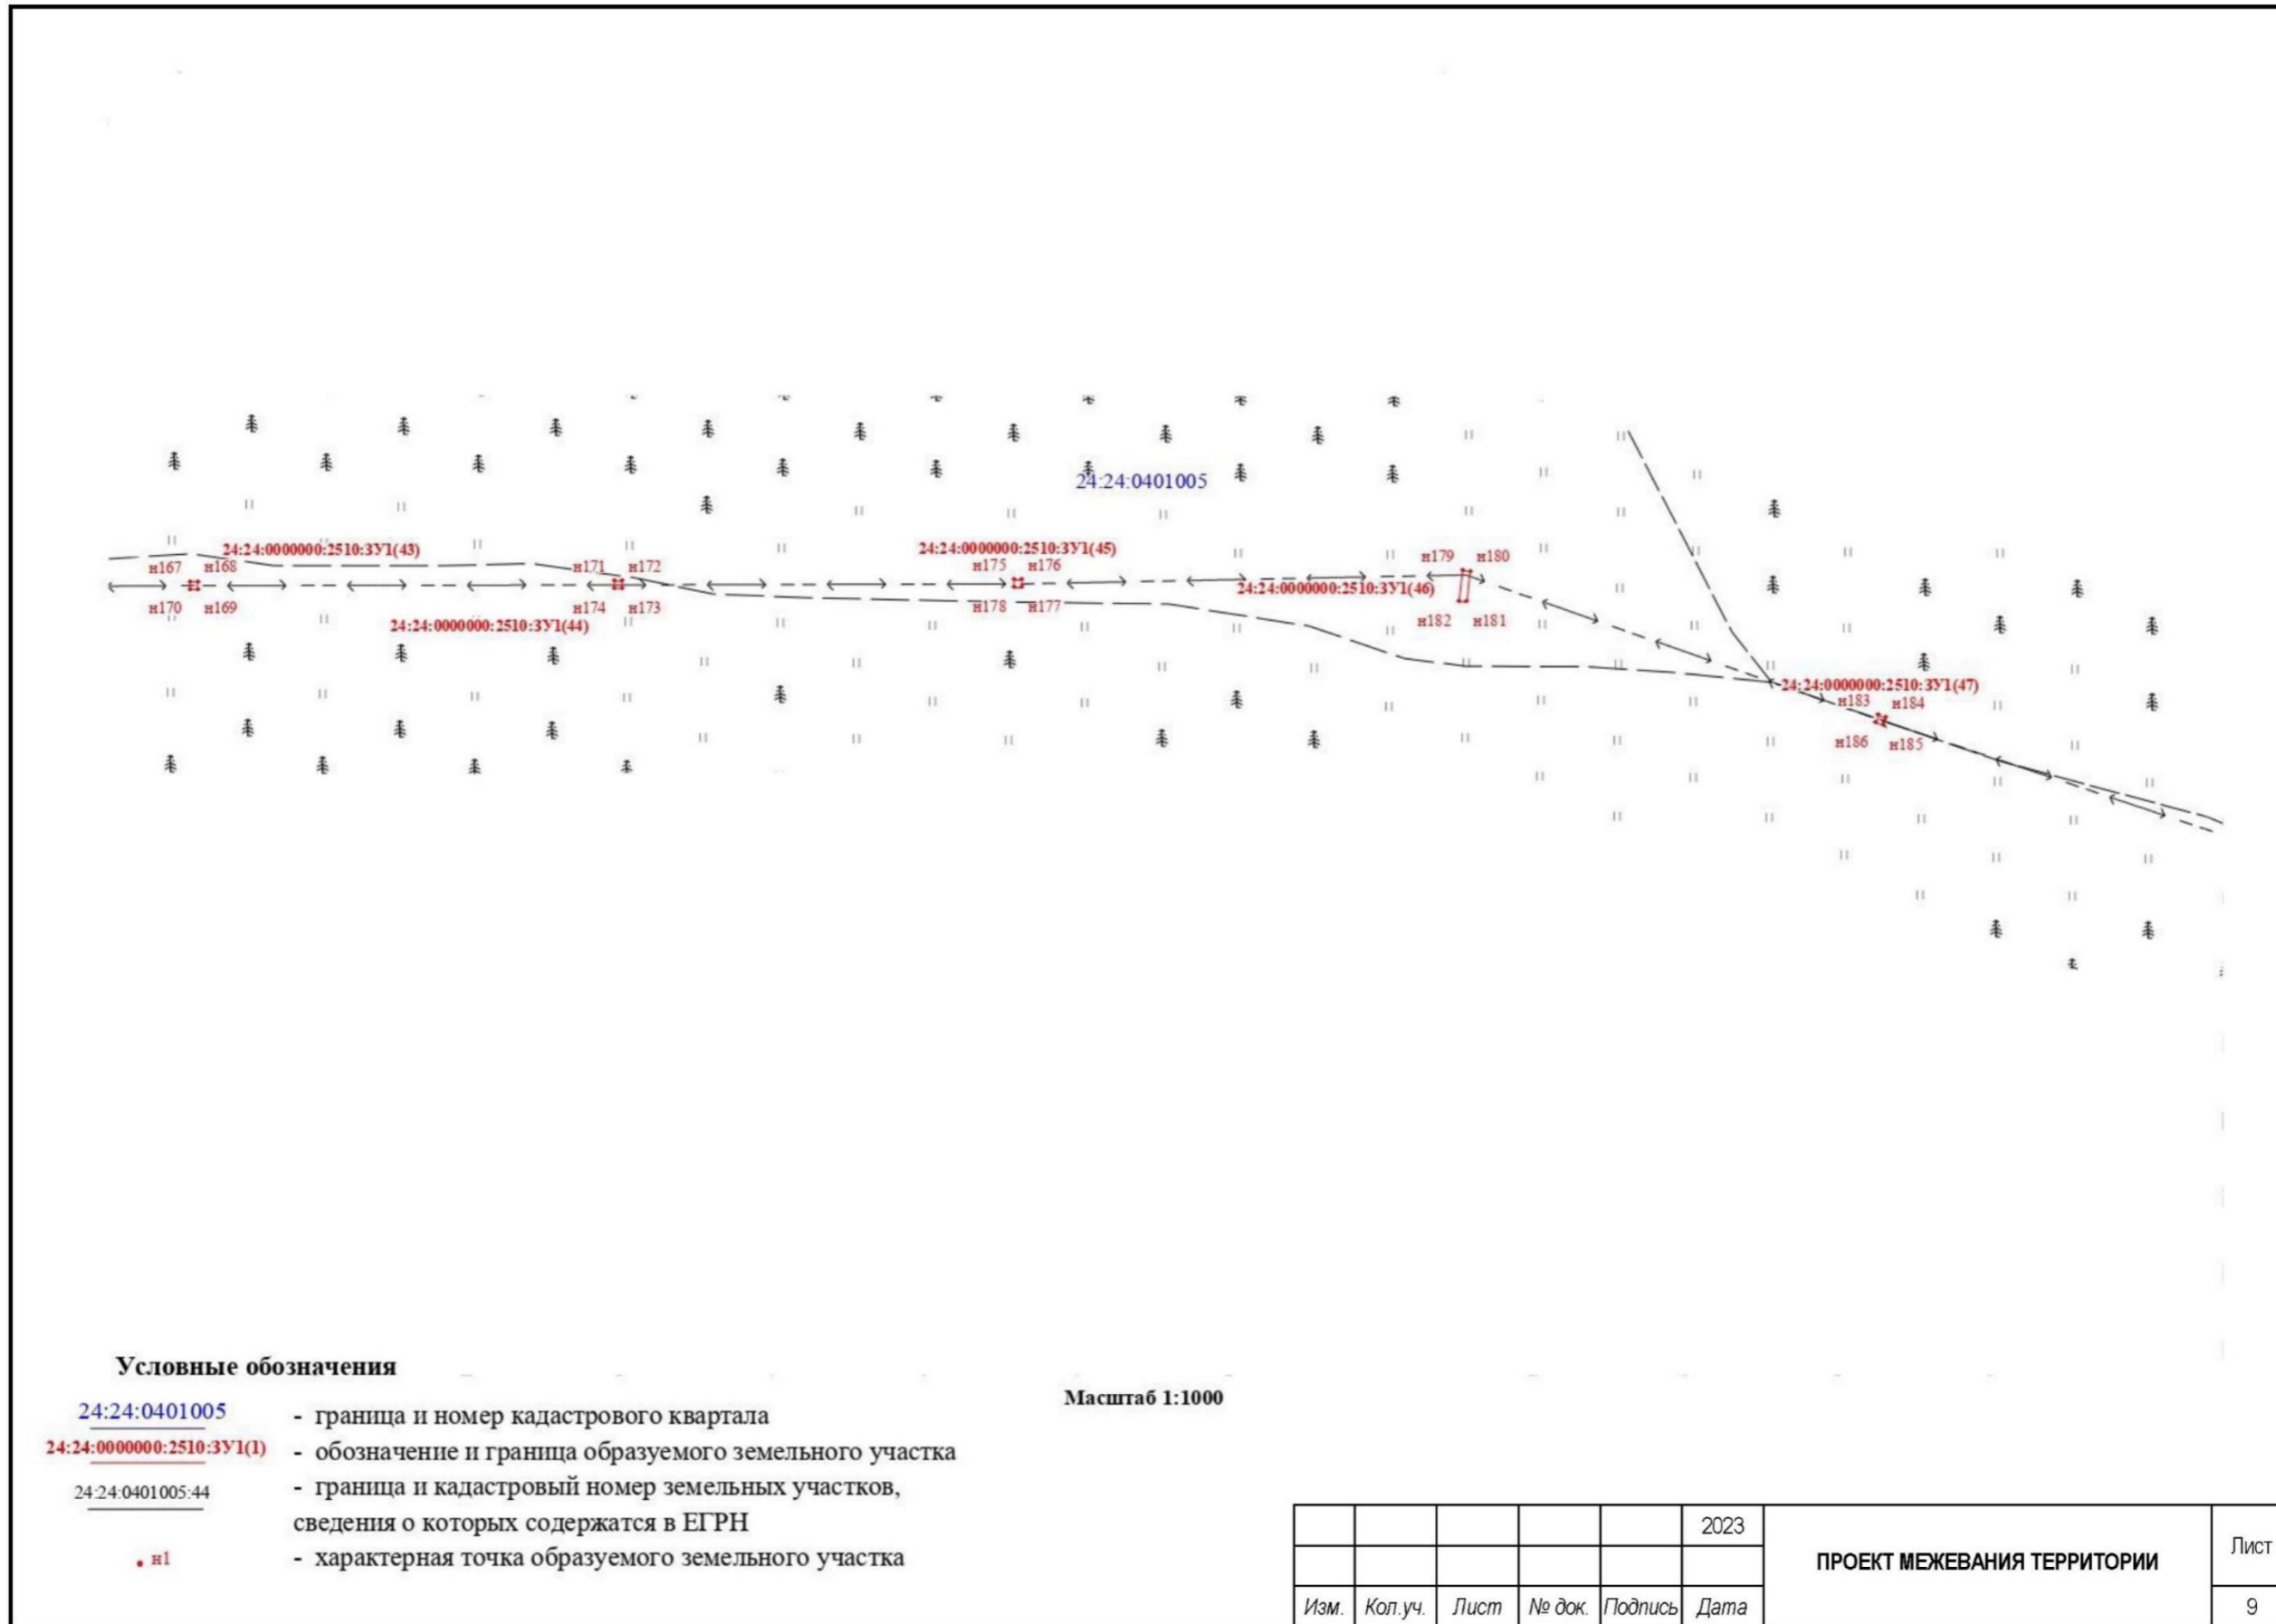 24:24:0401005
24:24:0000000:2510:ЗУ1(43)
24:24:0000000:2510:ЗУ1(45)
н167 н168
н171 н172
н175 н176
н179 н180
24:24:0000000:2510:ЗУ1(46)
н170 н169
н174 н173
н178 н177
н182 н181
24:24:0000000:2510:ЗУ1(44)
24:24:0000000:2510:ЗУ1(47)
н183 н184
н186 н185
Условные обозначения
Масштаб 1:1000
24:24:0401005 - граница и номер кадастрового квартала
24:24:0000000:2510:ЗУ1(1) - обозначение и граница образуемого земельного участка
24:24:0401005:44 - граница и кадастровый номер земельных участков,
сведения о которых содержатся в ЕГРН
н1 - характерная точка образуемого земельного участка
2023
ПРОЕКТ МЕЖЕВАНИЯ ТЕРРИТОРИИ
Лист
Изм. Кол.уч. Лист № док. Подпись Дата
9